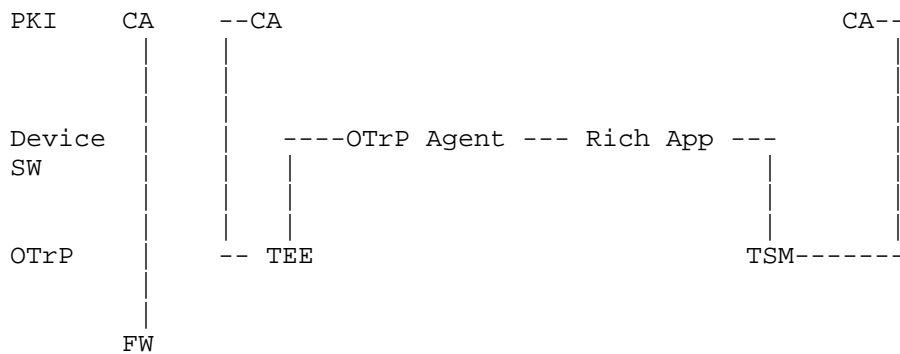 PKI CA --CA CA--
Device ----OTrP Agent --- Rich App ---
SW
OTrP -- TEE TSM-------
FW